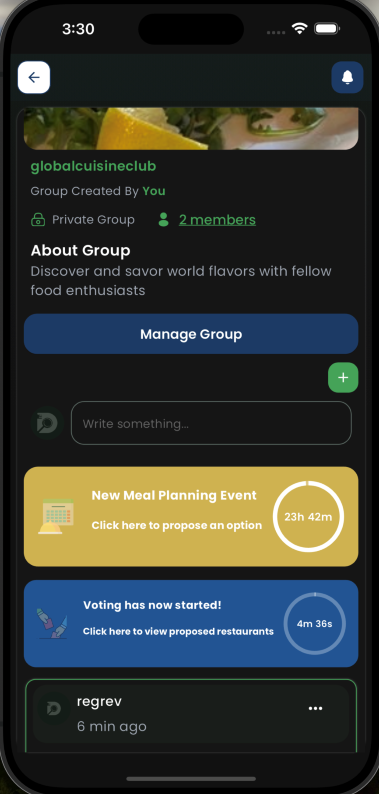 3:30
globalcuisineclub
Group Created By You
Private Group 2 members
About Group
Discover and savor world flavors with fellow
food enthusiasts
Manage Group
+
Write something...
New Meal Planning Event
Click here to propose an option
23h 42m
Voting has now started!
Click here to view proposed restaurants
4m 36s
regrev
6 min ago